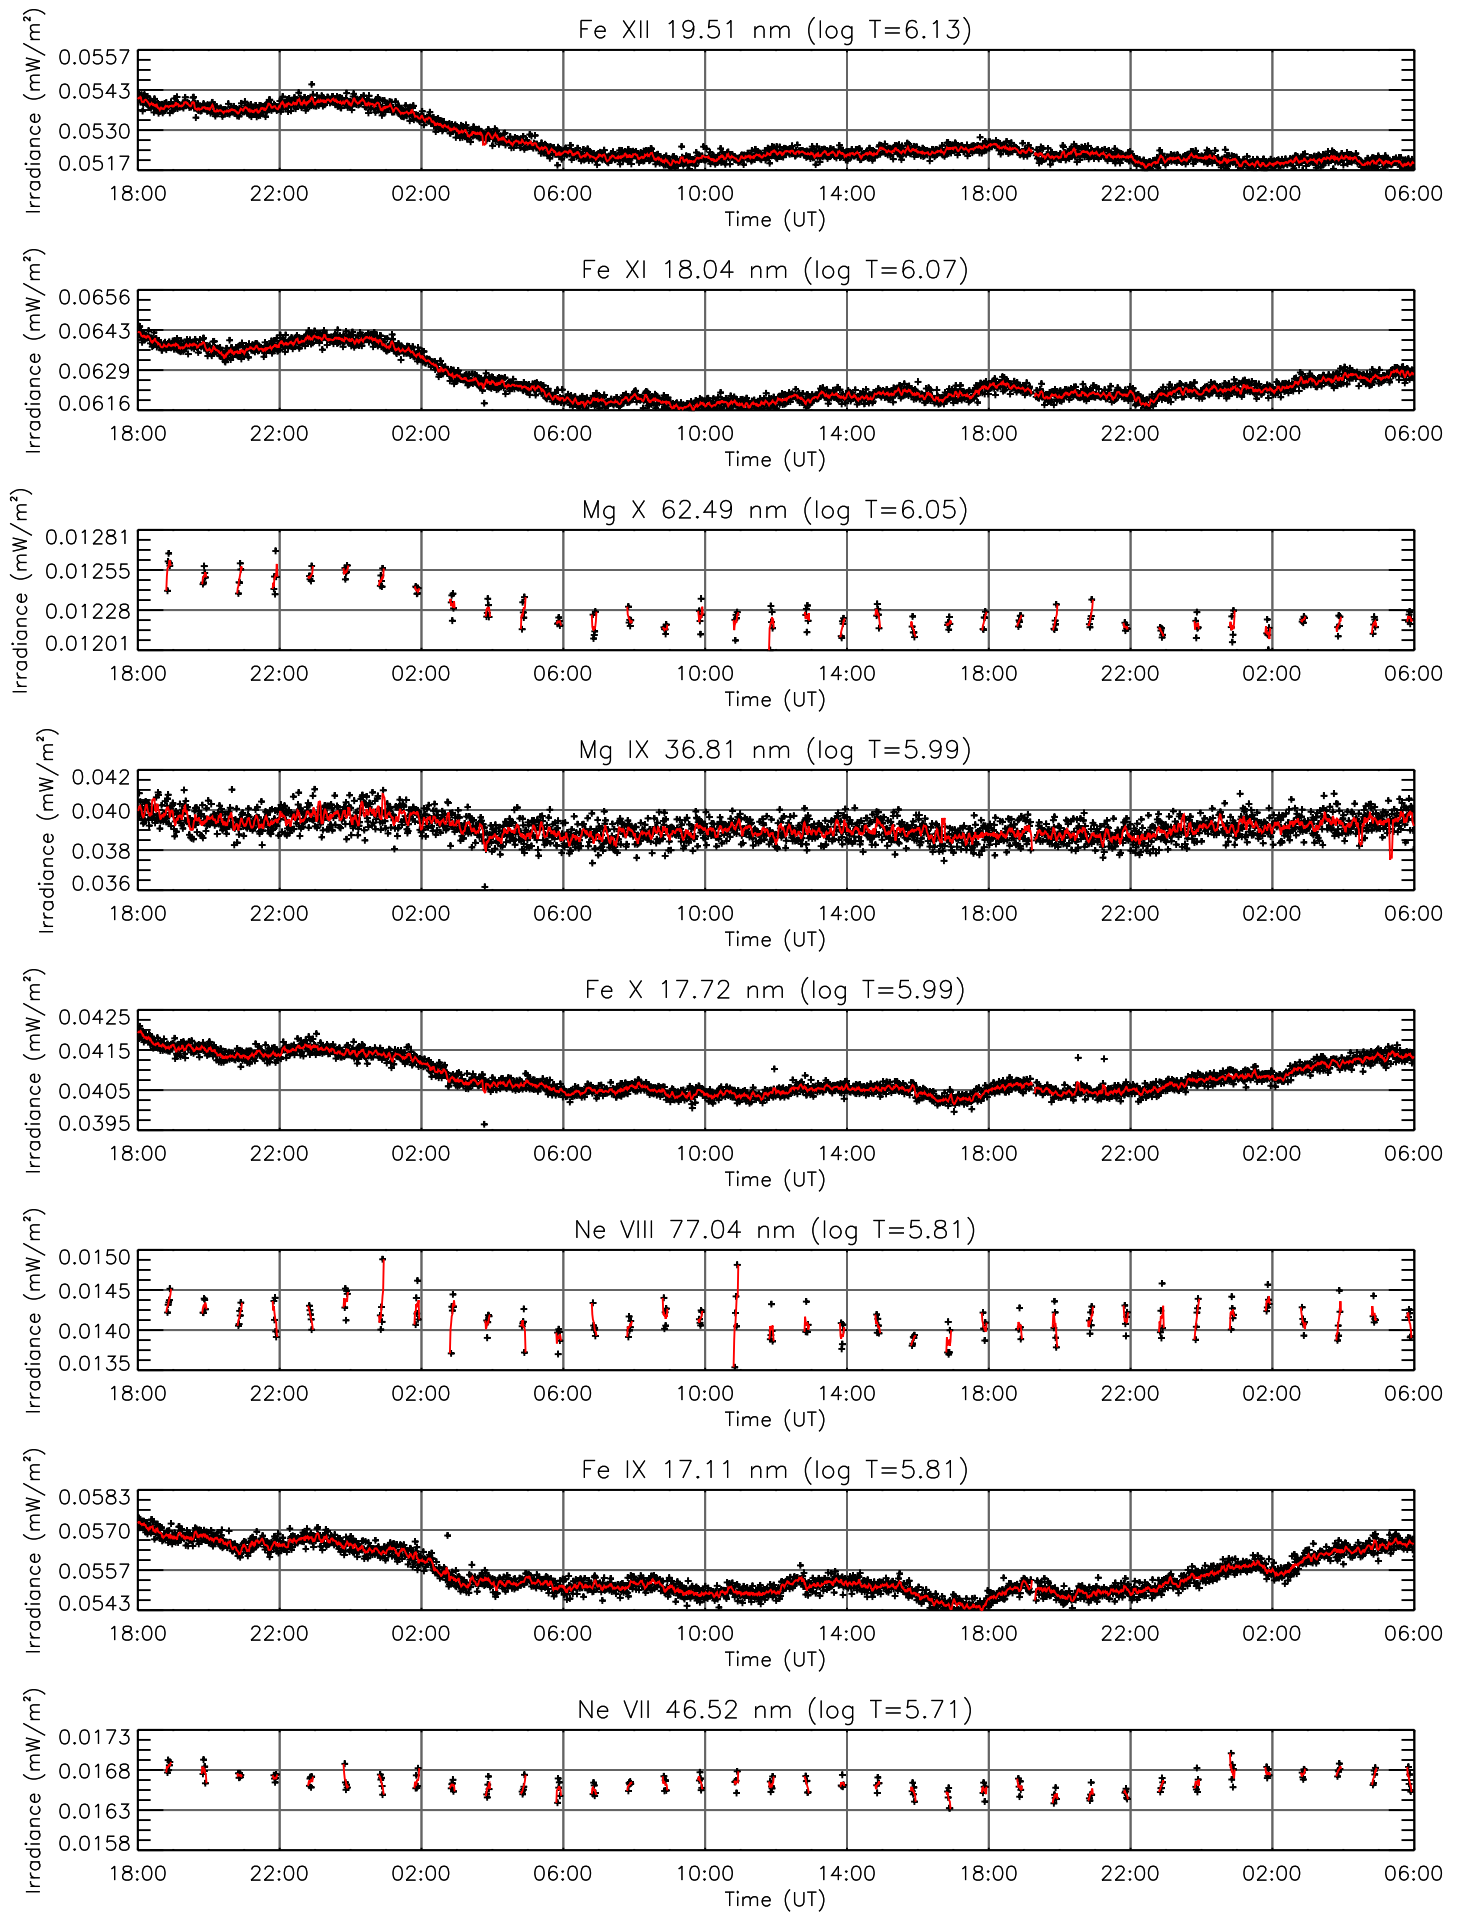 Fe XII 19.51 nm (log T=6.13)
Irradiance (mW/m²)
0.0557
0.0543
0.0530
0.0517
18:00 22:00 02:00 06:00 10:00 14:00 18:00 22:00 02:00 06:00
Time (UT)
Fe XI 18.04 nm (log T=6.07)
Irradiance (mW/m²)
0.0656
0.0643
0.0629
0.0616
18:00 22:00 02:00 06:00 10:00 14:00 18:00 22:00 02:00 06:00
Time (UT)
Mg X 62.49 nm (log T=6.05)
Irradiance (mW/m²)
0.01281
0.01255
0.01228
0.01201
18:00 22:00 02:00 06:00 10:00 14:00 18:00 22:00 02:00 06:00
Time (UT)
Mg IX 36.81 nm (log T=5.99)
Irradiance (mW/m²)
0.042
0.040
0.038
0.036
18:00 22:00 02:00 06:00 10:00 14:00 18:00 22:00 02:00 06:00
Time (UT)
Fe X 17.72 nm (log T=5.99)
Irradiance (mW/m²)
0.0425
0.0415
0.0405
0.0395
18:00 22:00 02:00 06:00 10:00 14:00 18:00 22:00 02:00 06:00
Time (UT)
Ne VIII 77.04 nm (log T=5.81)
Irradiance (mW/m²)
0.0150
0.0145
0.0140
0.0135
18:00 22:00 02:00 06:00 10:00 14:00 18:00 22:00 02:00 06:00
Time (UT)
Fe IX 17.11 nm (log T=5.81)
Irradiance (mW/m²)
0.0583
0.0570
0.0557
0.0543
18:00 22:00 02:00 06:00 10:00 14:00 18:00 22:00 02:00 06:00
Time (UT)
Ne VII 46.52 nm (log T=5.71)
Irradiance (mW/m²)
0.0173
0.0168
0.0163
0.0158
18:00 22:00 02:00 06:00 10:00 14:00 18:00 22:00 02:00 06:00
Time (UT)